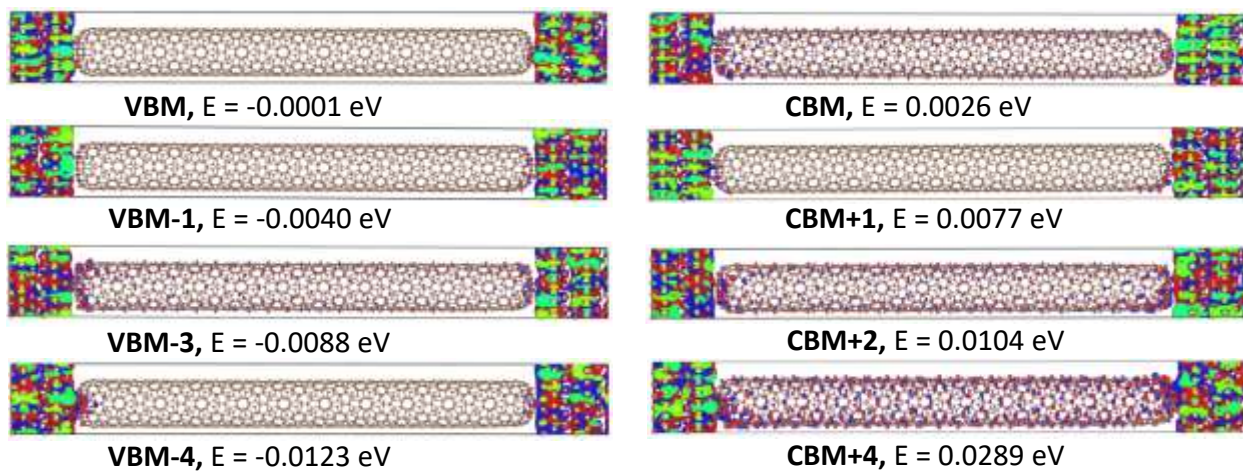 VBM, E = -0.0001 eV
CBM, E = 0.0026 eV
VBM-1, E = -0.0040 eV
CBM+1, E = 0.0077 eV
VBM-3, E = -0.0088 eV
CBM+2, E = 0.0104 eV
VBM-4, E = -0.0123 eV
CBM+4, E = 0.0289 eV